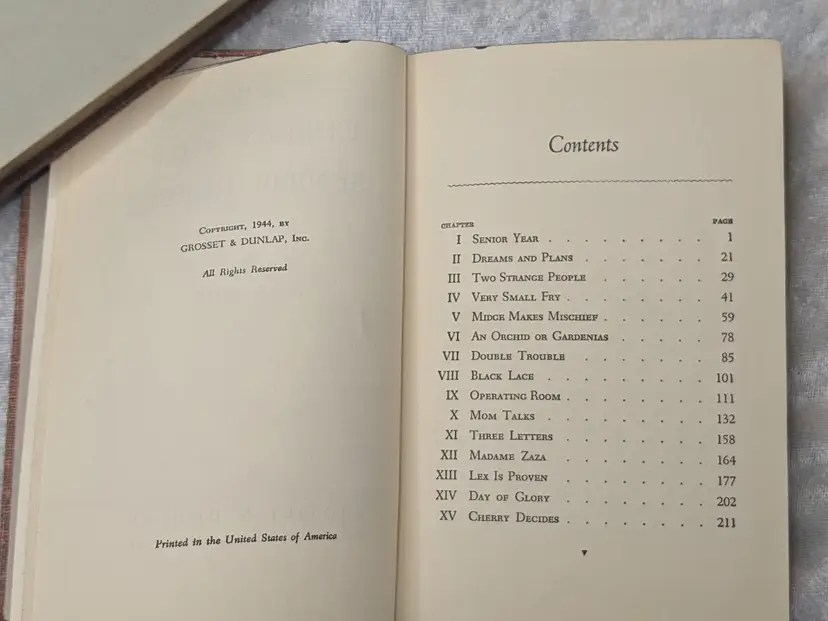 COPYRIGHT, 1944, BY
GROSSET & DUNLAP, INC.
All Rights Reserved
Printed in the United States of America
Contents
CHAPTER PAGE
I SENIOR YEAR . . . . . . . . 1
II DREAMS AND PLANS . . . . . . 21
III TWO STRANGE PEOPLE . . . . . . 29
IV VERY SMALL FRY . . . . . . . 41
V MIDGE MAKES MISCHIEF . . . . . . 59
VI AN ORCHID OR GARDENIAS . . . . . 78
VII DOUBLE TROUBLE . . . . . . 85
VIII BLACK LACE . . . . . . . 101
IX OPERATING ROOM . . . . . . . 111
X MOM TALKS . . . . . . . 132
XI THREE LETTERS . . . . . . . 158
XII MADAME ZAZA . . . . . . . 164
XIII LEX IS PROVEN . . . . . . . 177
XIV DAY OF GLORY . . . . . . . 202
XV CHERRY DECIDES . . . . . . . 211